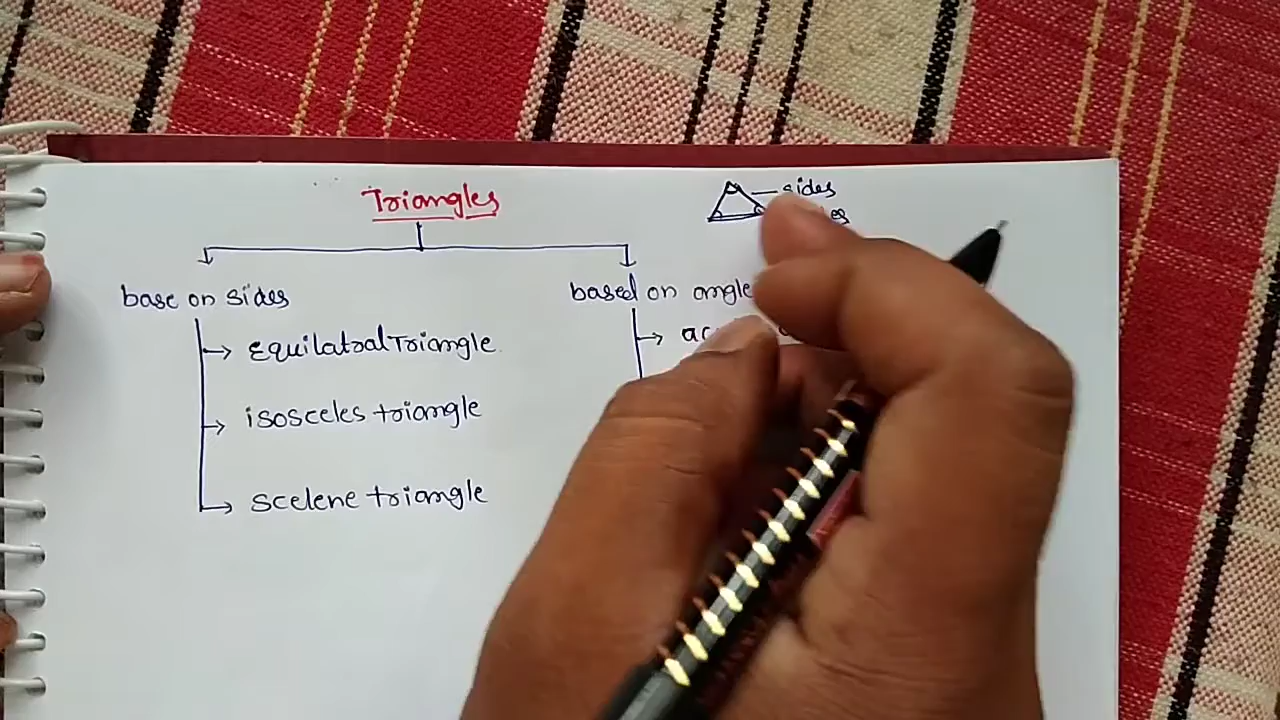 Triangles
sides
base on sides
based on angle
Equilatral Triangle
isosceles triangle
scelene triangle